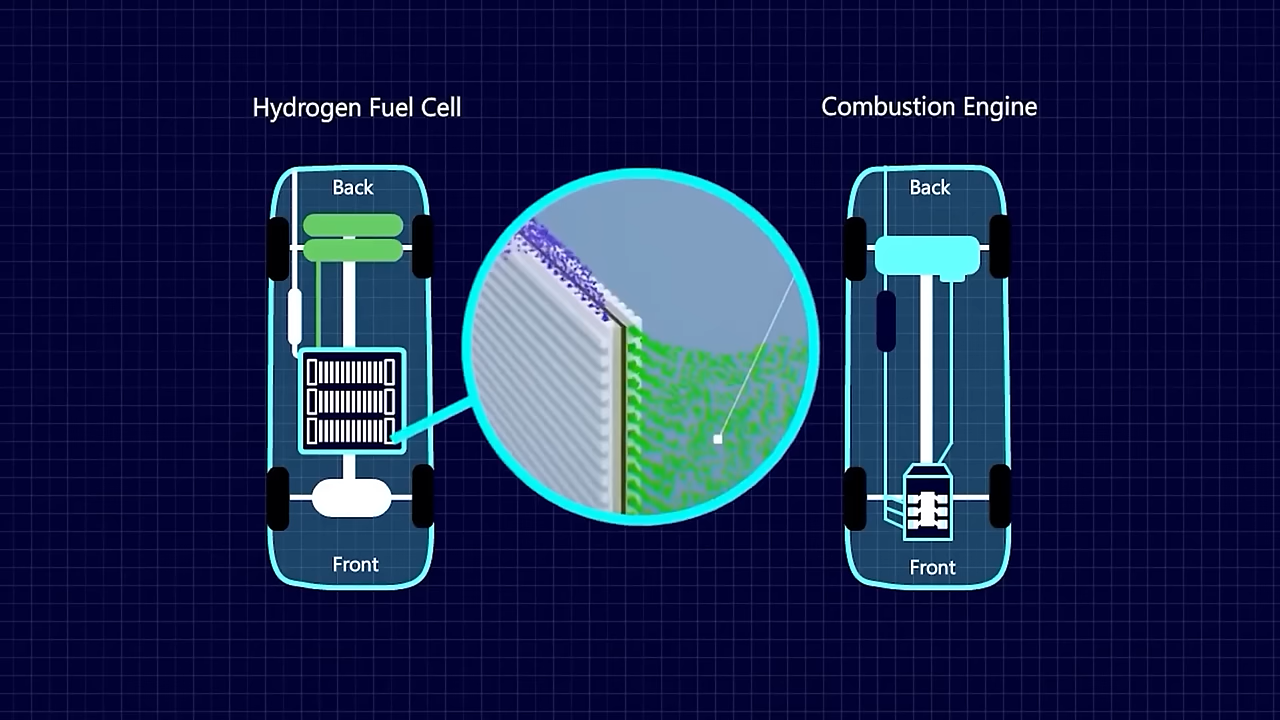 Hydrogen Fuel Cell
Combustion Engine
Back
Back
Front
Front